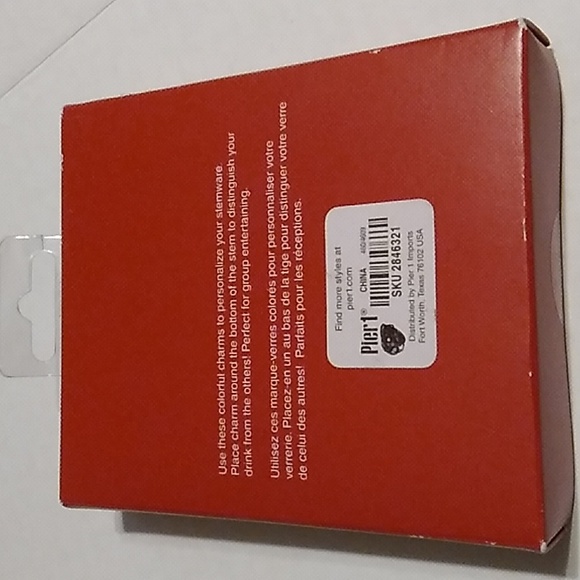 Use these colorful charms to personalize your stemware.
Place charm around the bottom of the stem to distinguish your
drink from the others! Perfect for group entertaining.
Utilisez ces marque-verres colorés pour personnaliser votre
verrerie. Placez-en un au bas de la tige pour distinguer votre verre
de celui des autres! Parfaits pour les réceptions.
Find more styles at
pier1.com
Pier1®
CHINA
SKU 2846321
Distributed by Pier 1 Imports
Fort Worth, Texas 76102 USA